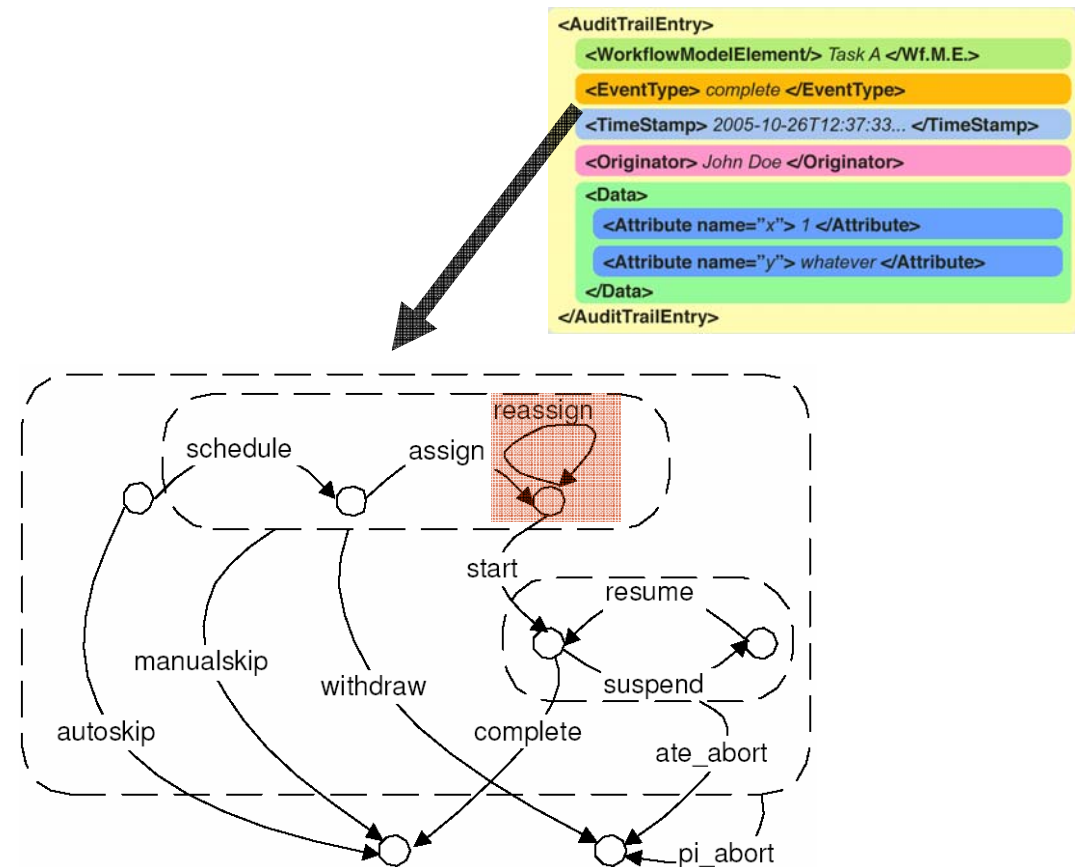 <AuditTrailEntry>
<WorkflowModelElement/> Task A </Wf.M.E.>
<EventType> complete </EventType>
<TimeStamp> 2005-10-26T12:37:33... </TimeStamp>
<Originator> John Doe </Originator>
<Data>
<Attribute name="x"> 1 </Attribute>
<Attribute name="y"> whatever </Attribute>
</Data>
</AuditTrailEntry>
reassign
schedule
assign
start
resume
manualskip
withdraw
suspend
autoskip
complete
ate_abort
pi_abort